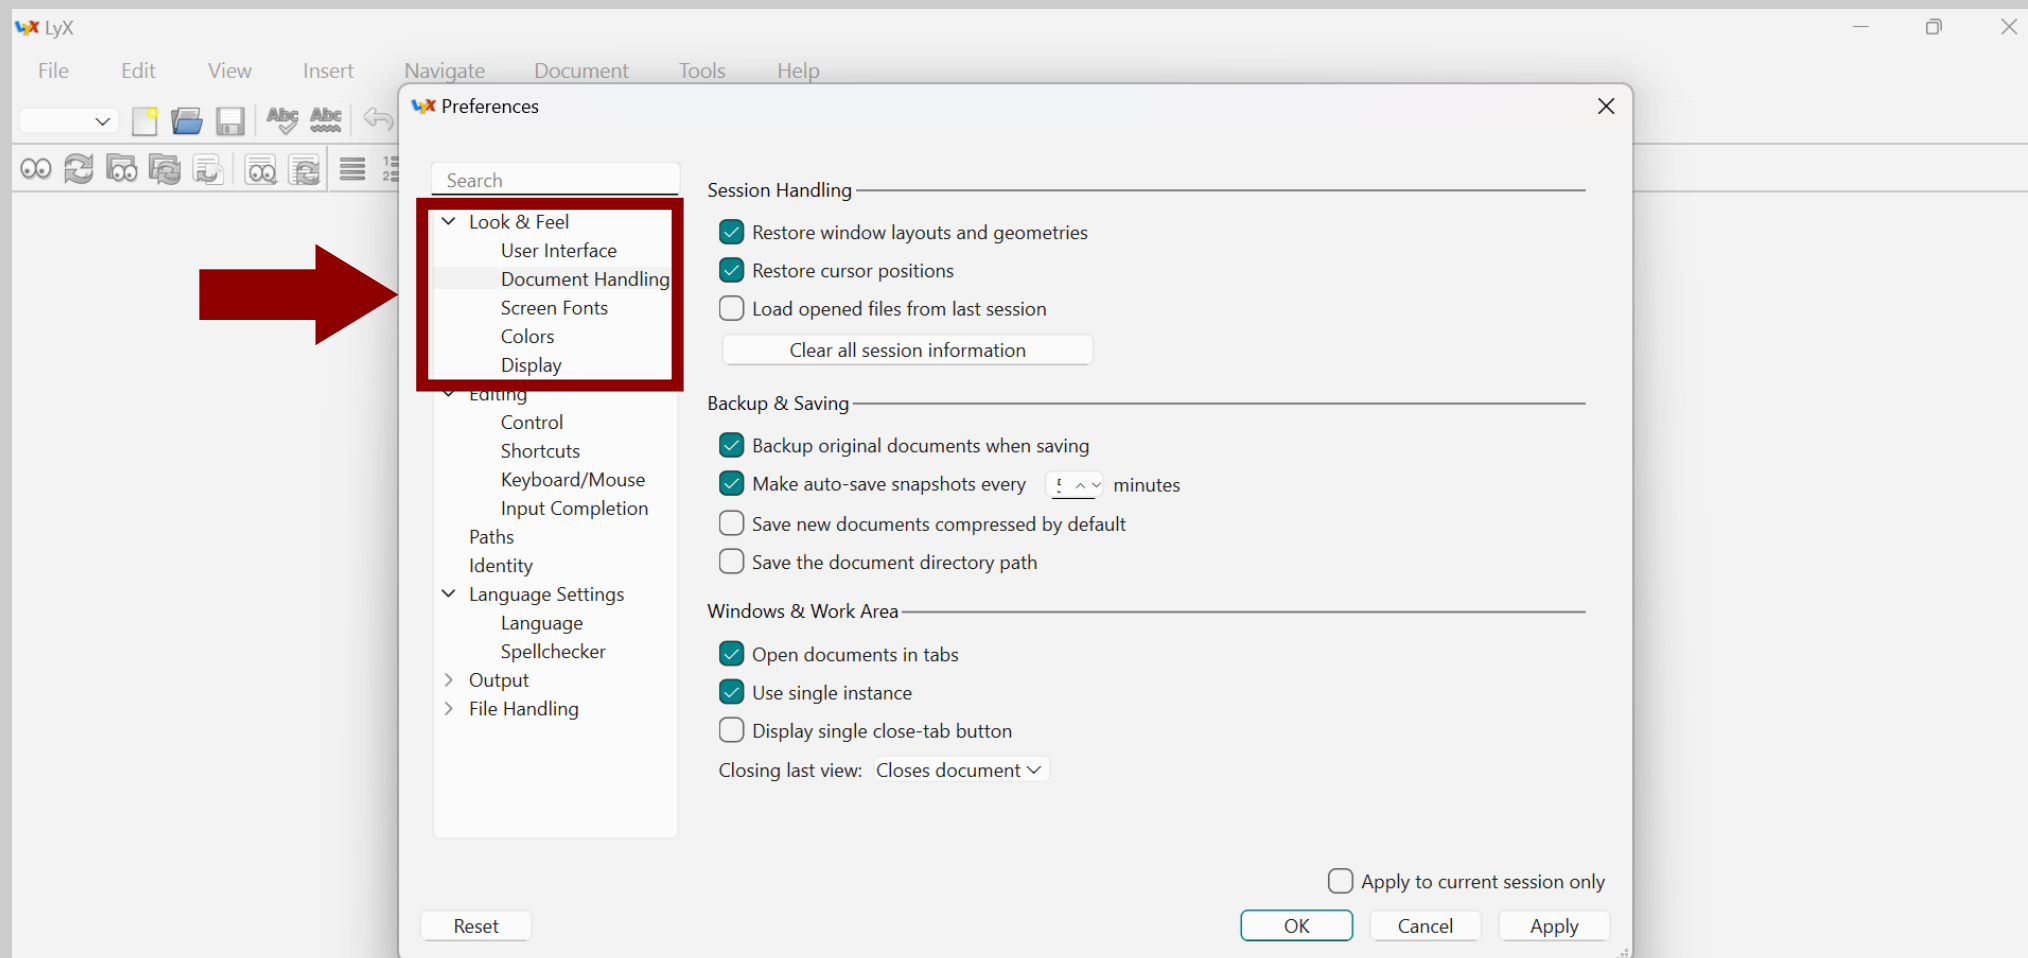 LyX
File Edit View Insert Navigate Document Tools Help
Abc Abc
LyX Preferences
Search
Look & Feel
User Interface
Document Handling
Screen Fonts
Colors
Display
Editing
Control
Shortcuts
Keyboard/Mouse
Input Completion
Paths
Identity
Language Settings
Language
Spellchecker
Output
File Handling
Session Handling
Restore window layouts and geometries
Restore cursor positions
Load opened files from last session
Clear all session information
Backup & Saving
Backup original documents when saving
Make auto-save snapshots every minutes
Save new documents compressed by default
Save the document directory path
Windows & Work Area
Open documents in tabs
Use single instance
Display single close-tab button
Closing last view: Closes document
Apply to current session only
Reset OK Cancel Apply